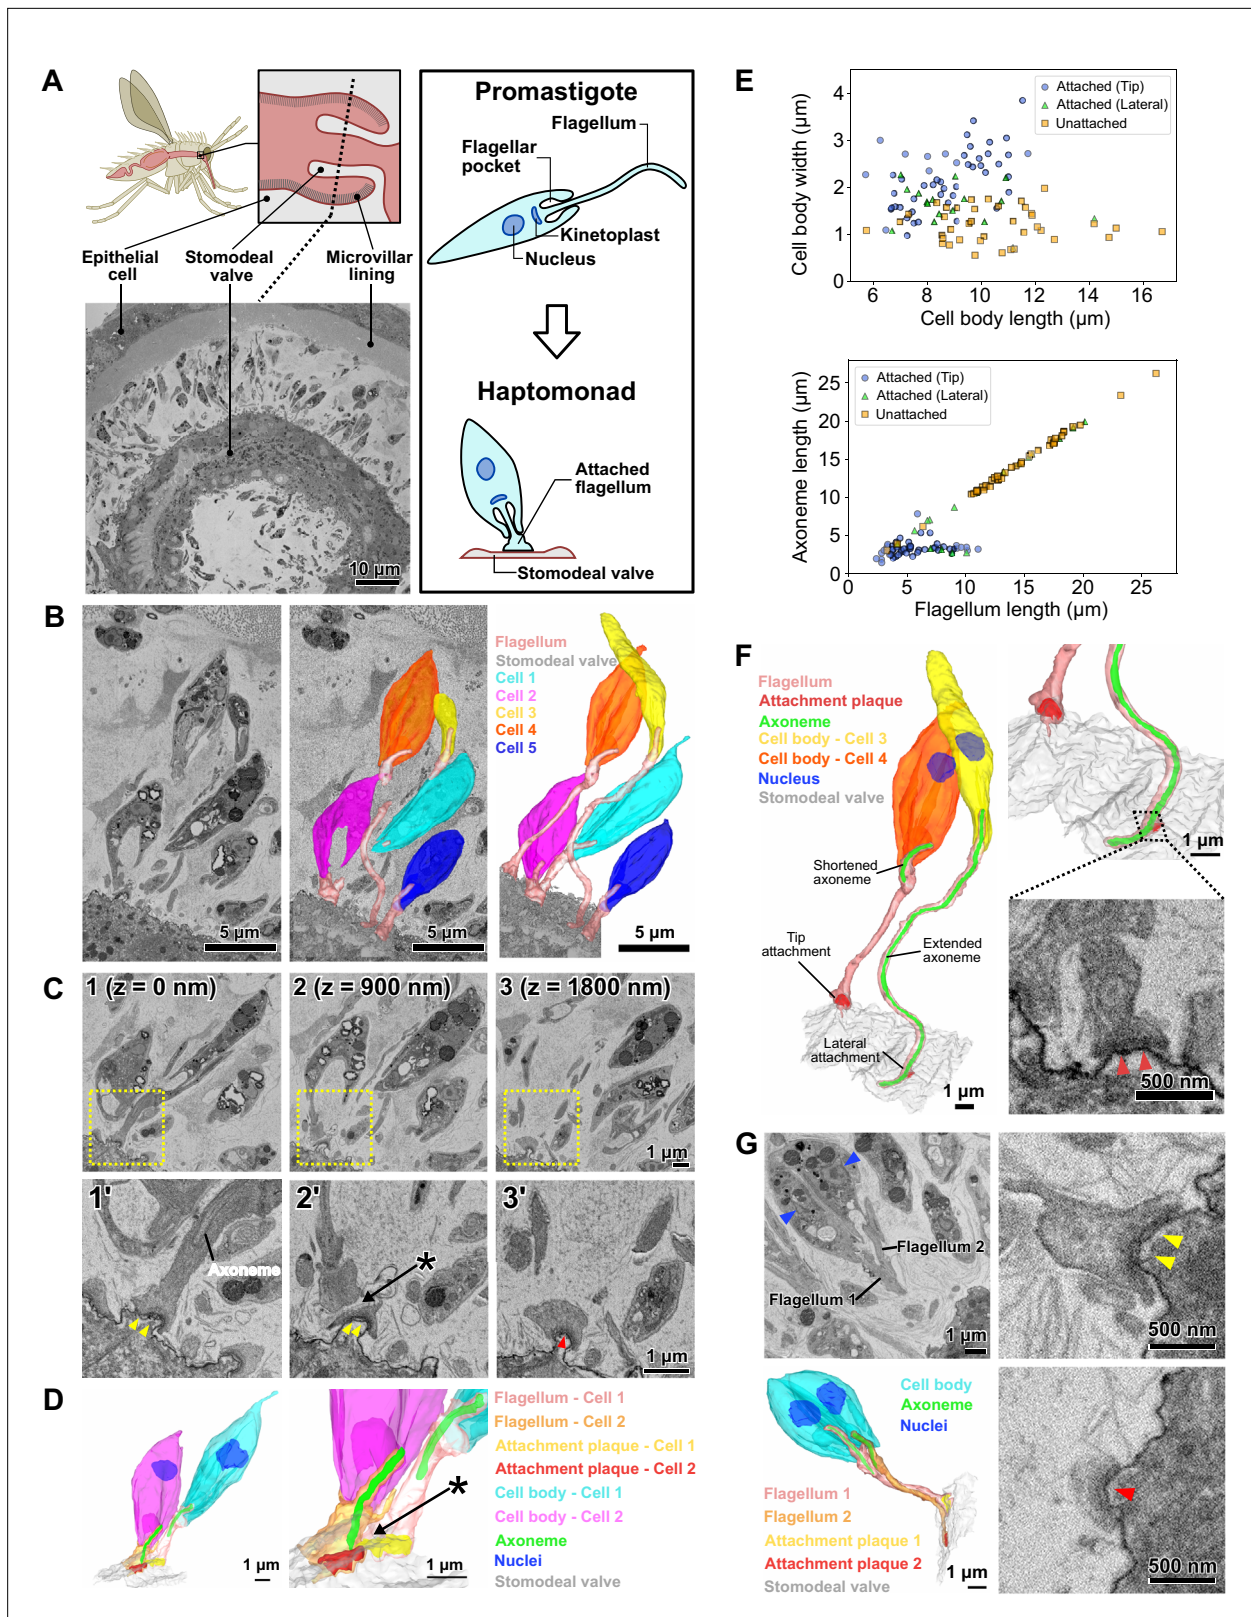 A
Promastigote
Flagellum
Flagellar
pocket
Kinetoplast
Nucleus
Epithelial
cell
Stomodeal
valve
Microvillar
lining
10 μm
Haptomonad
Attached
flagellum
Stomodeal valve
E
Cell body width (μm)
4
3
2
1
0
Attached (Tip)
Attached (Lateral)
Unattached
6 8 10 12 14 16
Cell body length (μm)
Axoneme length (μm)
25
20
15
10
5
0
Attached (Tip)
Attached (Lateral)
Unattached
0 5 10 15 20 25
Flagellum length (μm)
B
Flagellum
Stomodeal valve
Cell 1
Cell 2
Cell 3
Cell 4
Cell 5
5 μm
5 μm
5 μm
C
1 (z = 0 nm)
2 (z = 900 nm)
3 (z = 1800 nm)
1 μm
1'
2'
3'
Axoneme
*
1 μm
D
Flagellum - Cell 1
Flagellum - Cell 2
Attachment plaque - Cell 1
Attachment plaque - Cell 2
Cell body - Cell 1
Cell body - Cell 2
Axoneme
Nuclei
Stomodeal valve
*
1 μm
1 μm
F
Flagellum
Attachment plaque
Axoneme
Cell body - Cell 3
Cell body - Cell 4
Nucleus
Stomodeal valve
Shortened
axoneme
Tip
attachment
Extended
axoneme
Lateral
attachment
1 μm
1 μm
500 nm
G
Flagellum 2
Flagellum 1
1 μm
500 nm
Cell body
Axoneme
Nuclei
Flagellum 1
Flagellum 2
Attachment plaque 1
Attachment plaque 2
Stomodeal valve
1 μm
500 nm